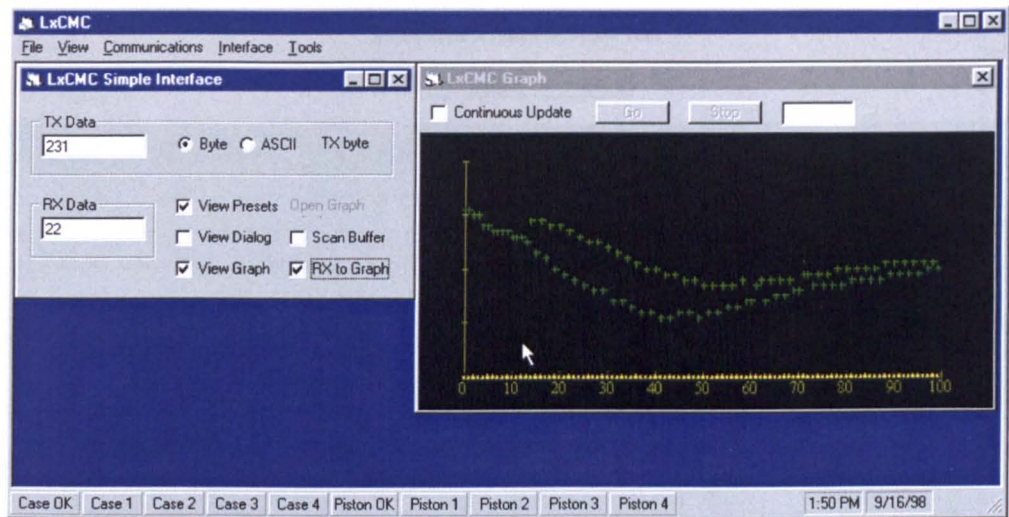 LxCMC
File View Communications Interface Tools
LxCMC Simple Interface
TX Data
231
Byte ASCII TX byte
RX Data
22
View Presets Open Graph
View Dialog Scan Buffer
View Graph RX to Graph
LxCMC Graph
Continuous Update Go Stop
0 10 20 30 40 50 60 70 80 90 100
Case OK Case 1 Case 2 Case 3 Case 4 Piston OK Piston 1 Piston 2 Piston 3 Piston 4 1:50 PM 9/16/98